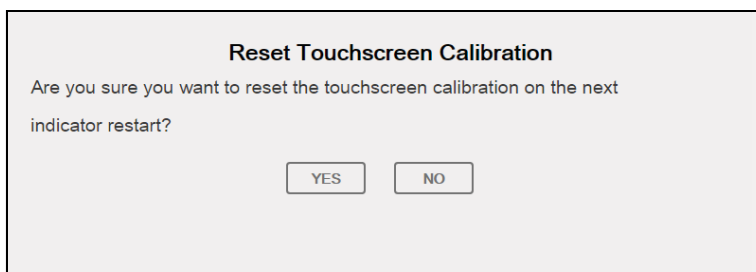 Reset Touchscreen Calibration
Are you sure you want to reset the touchscreen calibration on the next
indicator restart?
YES NO